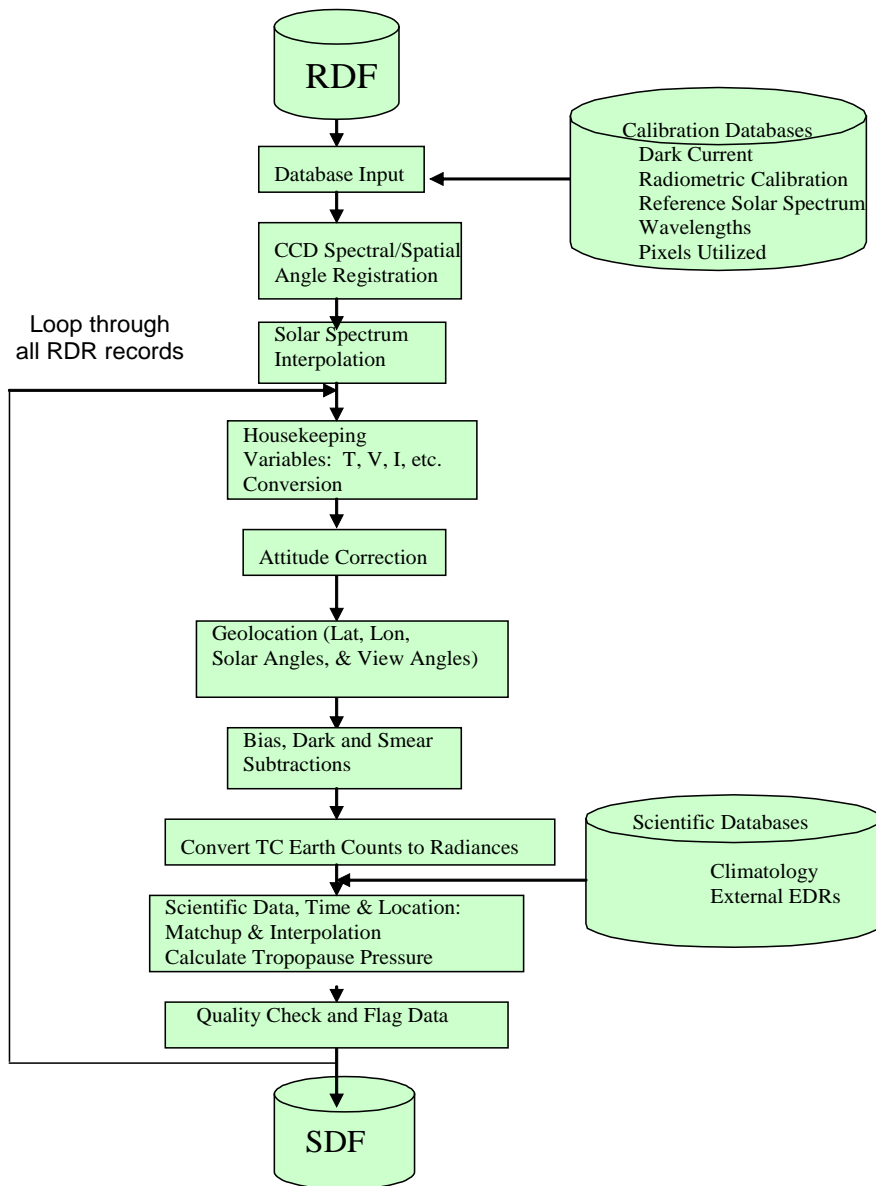 RDF
Calibration Databases
Dark Current
Radiometric Calibration
Reference Solar Spectrum
Wavelengths
Pixels Utilized
Database Input
CCD Spectral/Spatial
Angle Registration
Loop through
all RDR records
Solar Spectrum
Interpolation
Housekeeping
Variables: T, V, I, etc.
Conversion
Attitude Correction
Geolocation (Lat, Lon,
Solar Angles, & View Angles)
Bias, Dark and Smear
Subtractions
Convert TC Earth Counts to Radiances
Scientific Databases
Climatology
External EDRs
Scientific Data, Time & Location:
Matchup & Interpolation
Calculate Tropopause Pressure
Quality Check and Flag Data
SDF